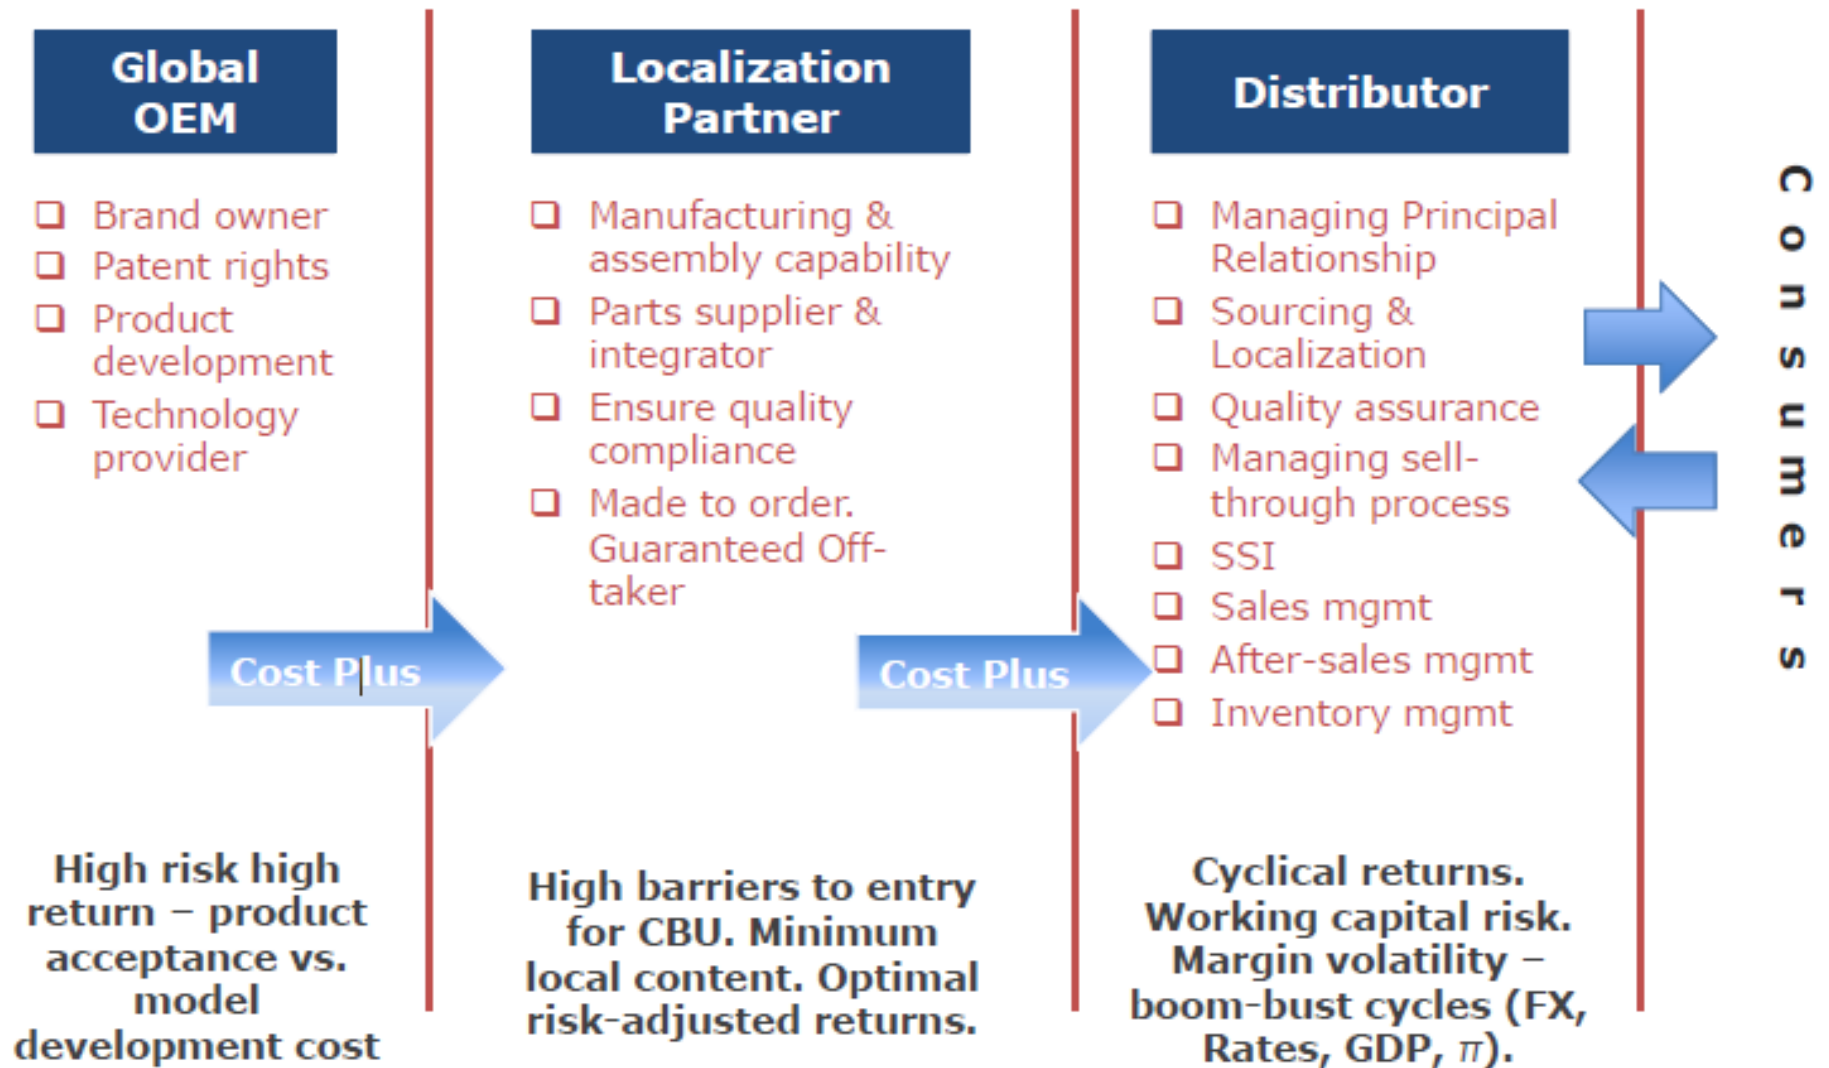 Global
OEM
❑ Brand owner
❑ Patent rights
❑ Product
development
❑ Technology
provider
Cost Plus
High risk high
return – product
acceptance vs.
model
development cost
Localization
Partner
❑ Manufacturing &
assembly capability
❑ Parts supplier &
integrator
❑ Ensure quality
compliance
❑ Made to order.
Guaranteed Off-
taker
Cost Plus
High barriers to entry
for CBU. Minimum
local content. Optimal
risk-adjusted returns.
Distributor
❑ Managing Principal
Relationship
❑ Sourcing &
Localization
❑ Quality assurance
❑ Managing sell-
through process
❑ SSI
❑ Sales mgmt
❑ After-sales mgmt
❑ Inventory mgmt
Cyclical returns.
Working capital risk.
Margin volatility –
boom-bust cycles (FX,
Rates, GDP, π).
Consumers